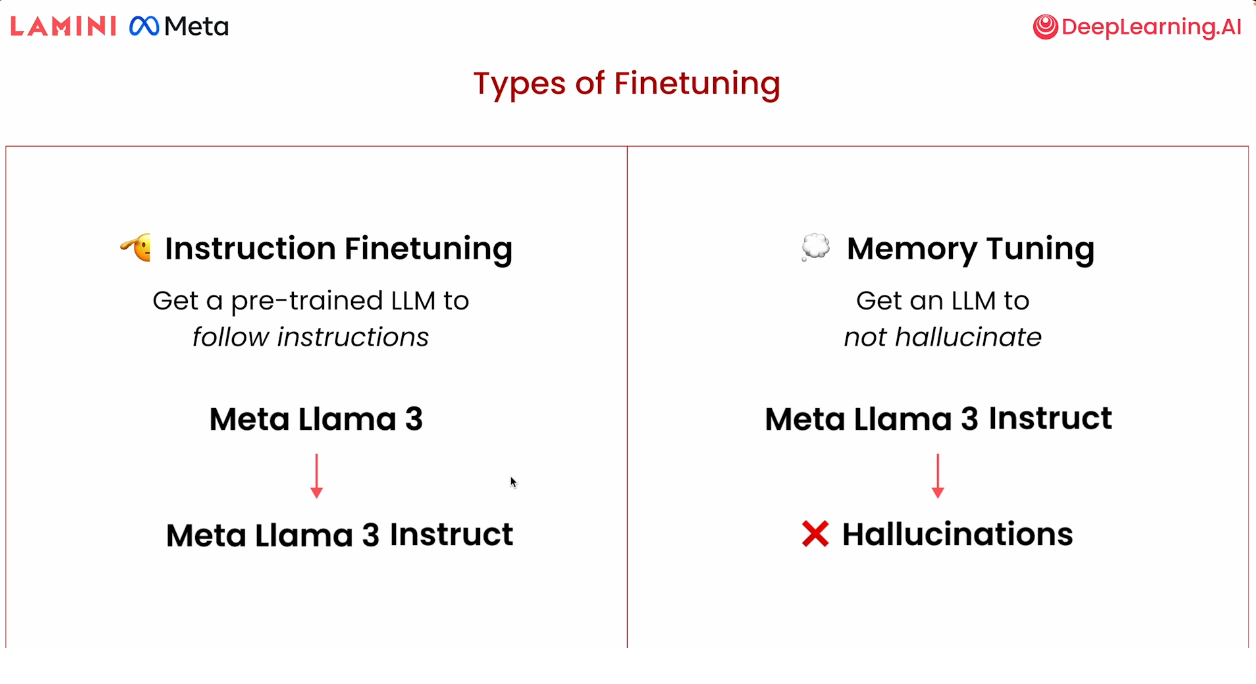 LAMINI Meta
DeepLearning.AI
Types of Finetuning
Instruction Finetuning
Get a pre-trained LLM to
follow instructions
Meta Llama 3
Meta Llama 3 Instruct
Memory Tuning
Get an LLM to
not hallucinate
Meta Llama 3 Instruct
Hallucinations